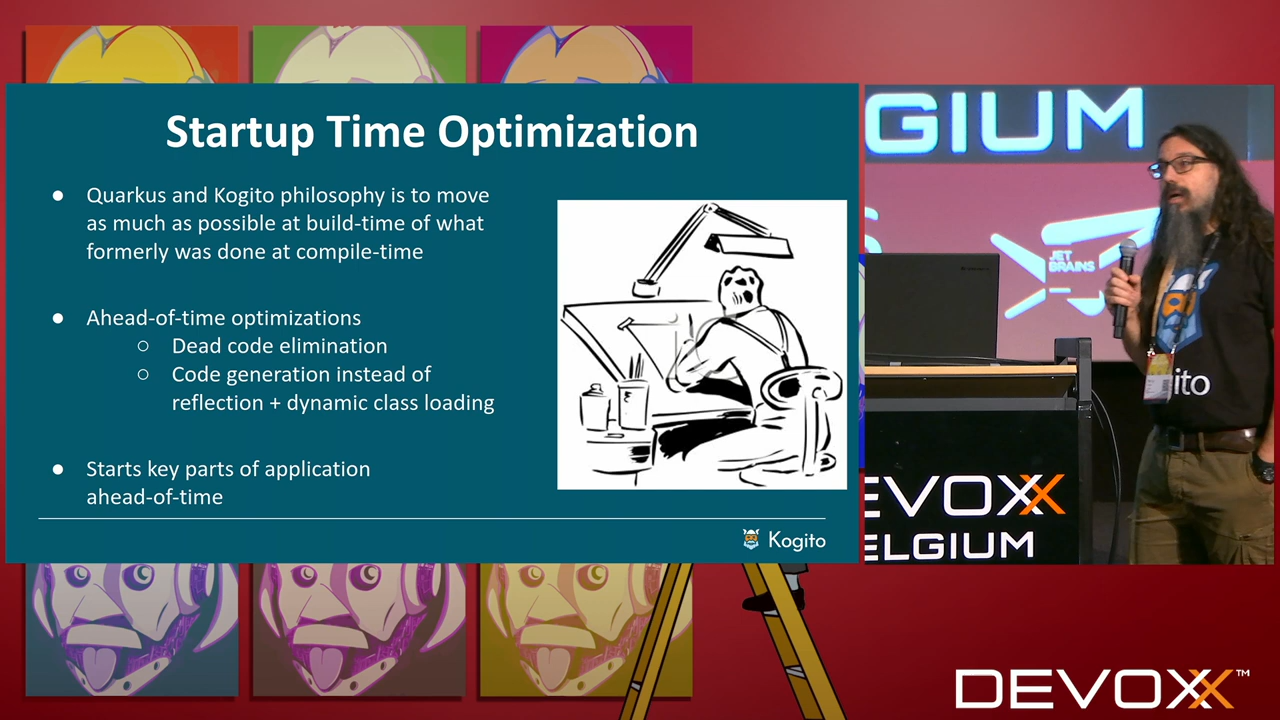 Startup Time Optimization
● Quarkus and Kogito philosophy is to move
as much as possible at build-time of what
formerly was done at compile-time
● Ahead-of-time optimizations
○ Dead code elimination
○ Code generation instead of
reflection + dynamic class loading
● Starts key parts of application
ahead-of-time
Kogito
GIUM
JET
BRAINS
ito
EVOXX
ELGIUM
DEVOXX™